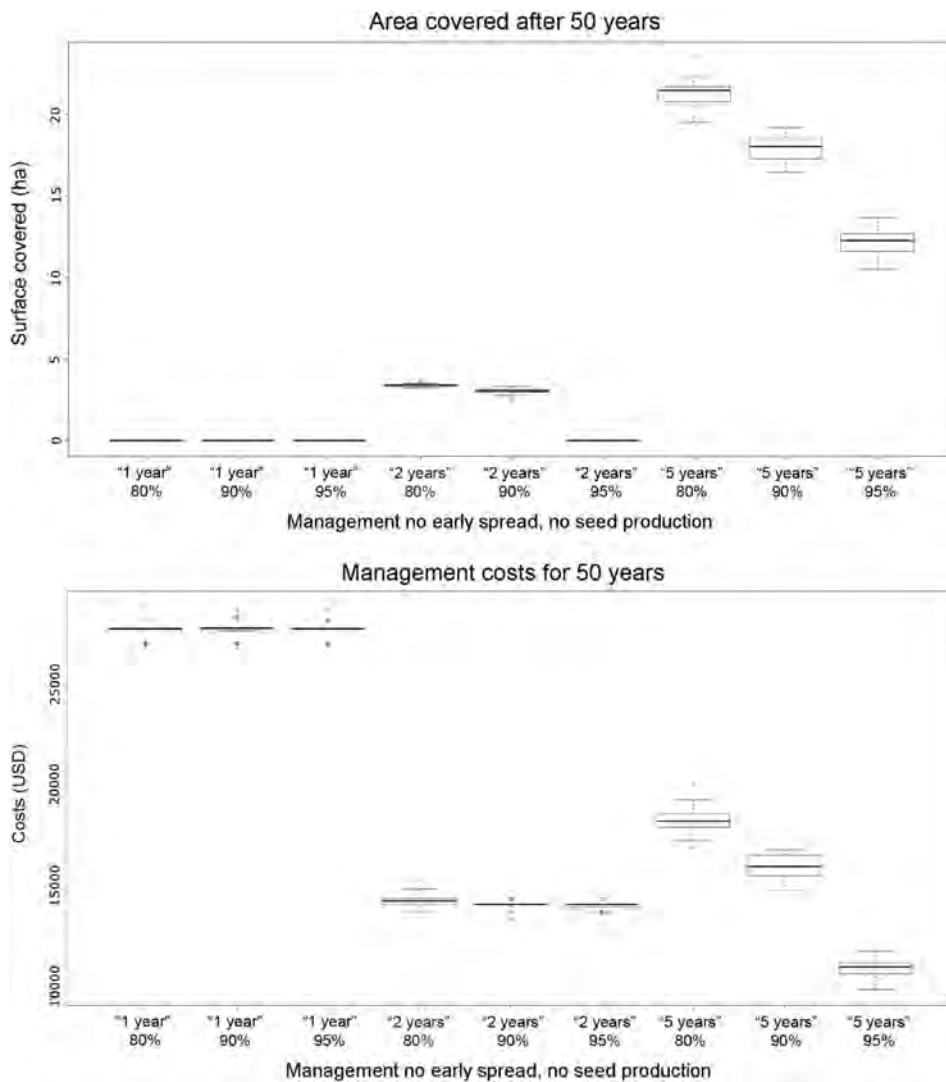 Area covered after 50 years
Surface covered (ha)
20
15
10
5
0
"1 year" "1 year" "1 year" "2 years" "2 years" "2 years" "5 years" "5 years" "5 years"
80% 90% 95% 80% 90% 95% 80% 90% 95%
Management no early spread, no seed production
Management costs for 50 years
Costs (USD)
25000
20000
15000
10000
"1 year" "1 year" "1 year" "2 years" "2 years" "2 years" "5 years" "5 years" "5 years"
80% 90% 95% 80% 90% 95% 80% 90% 95%
Management no early spread, no seed production